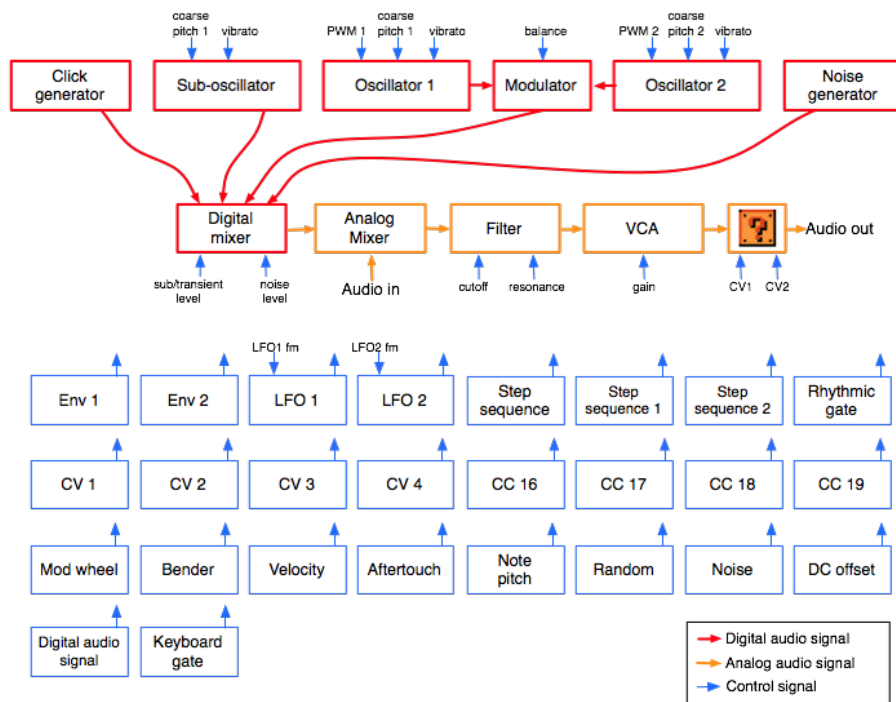 coarse
pitch 1
vibrato
PWM 1
coarse
pitch 1
vibrato
balance
PWM 2
coarse
pitch 2
vibrato
Click
generator
Sub-oscillator
Oscillator 1
Modulator
Oscillator 2
Noise
generator
Digital
mixer
Analog
Mixer
Filter
VCA
?
Audio out
sub/transient
level
noise
level
Audio in
cutoff
resonance
gain
CV1
CV2
LFO1 fm
LFO2 fm
Env 1
Env 2
LFO 1
LFO 2
Step
sequence
Step
sequence 1
Step
sequence 2
Rhythmic
gate
CV 1
CV 2
CV 3
CV 4
CC 16
CC 17
CC 18
CC 19
Mod wheel
Bender
Velocity
Aftertouch
Note
pitch
Random
Noise
DC offset
Digital audio
signal
Keyboard
gate
Digital audio signal
Analog audio signal
Control signal